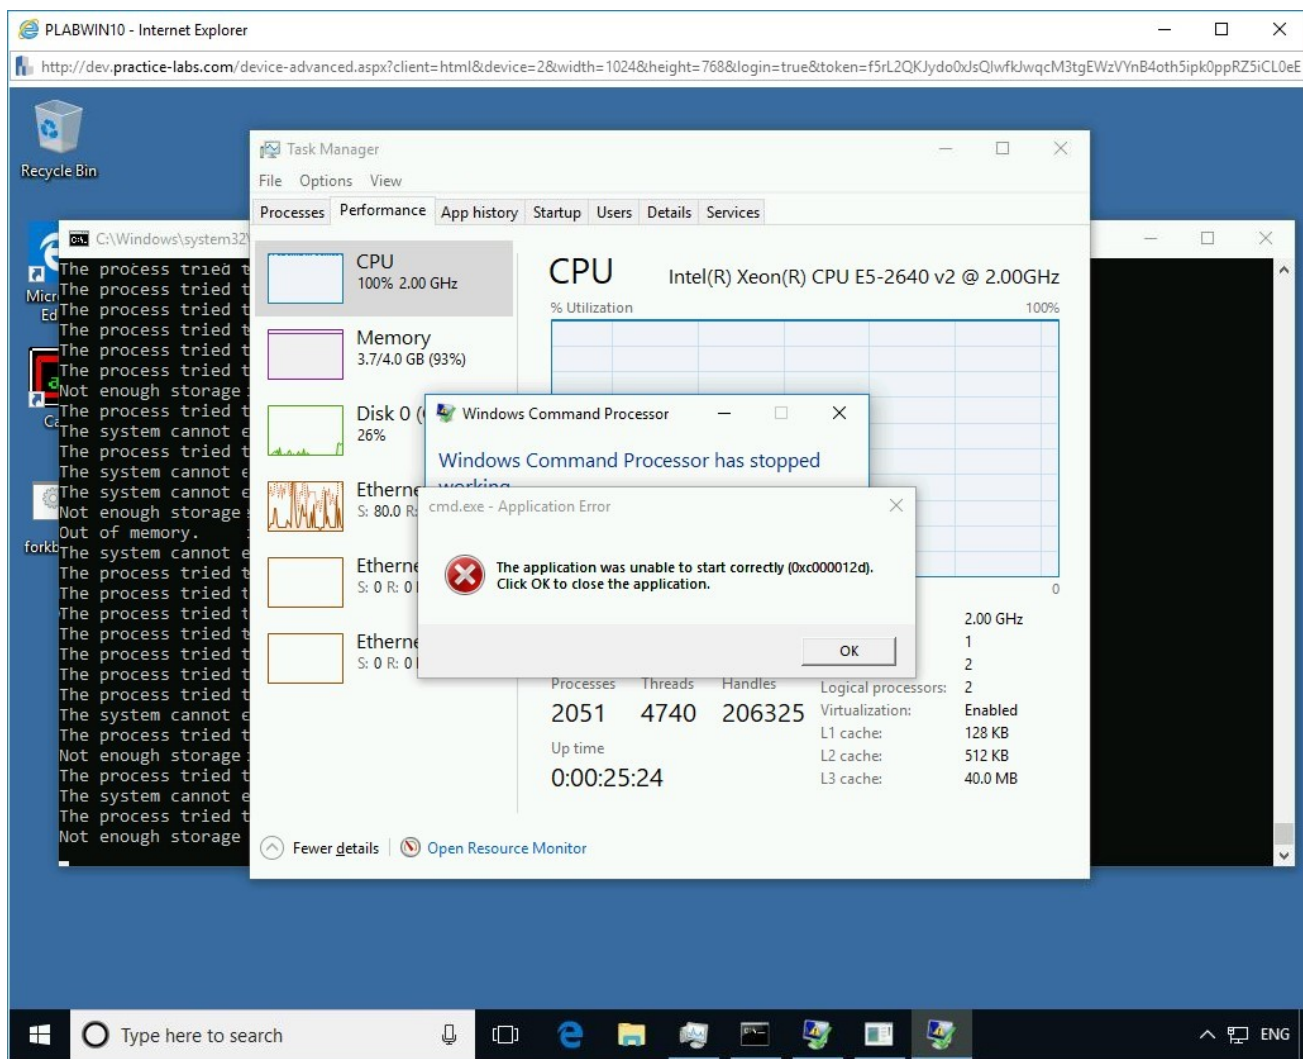 PLABWIN10 - Internet Explorer
http://dev.practice-labs.com/device-advanced.aspx?client=html&device=2&width=1024&height=768&login=true&token=
Recycle Bin
Task Manager
File Options View
Processes Performance App history Startup Users Details Services
C:\Windows\system32
The process tried t
The process tried t
The process tried t
The process tried t
The process tried t
The process tried t
Not enough storage
The process tried t
The system cannot e
The process tried t
The system cannot e
The system cannot e
Not enough storage
Out of memory.
The system cannot e
The process tried t
The process tried t
The process tried t
The process tried t
The process tried t
The process tried t
The process tried t
The system cannot e
The process tried t
Not enough storage
The process tried t
The system cannot e
The process tried t
Not enough storage
Micr
Ed
Ca
forkb
CPU
100% 2.00 GHz
Memory
3.7/4.0 GB (93%)
Disk 0 (
26%
Etherne
S: 80.0 R:
Etherne
S: 0 R: 0
Etherne
S: 0 R: 0
CPU Intel(R) Xeon(R) CPU E5-2640 v2 @ 2.00GHz
% Utilization 100%
Windows Command Processor
Windows Command Processor has stopped
working
cmd.exe - Application Error
The application was unable to start correctly (0xc000012d).
Click OK to close the application.
OK
0
2.00 GHz
1
2
Processes Threads Handles Logical processors: 2
2051 4740 206325 Virtualization: Enabled
L1 cache: 128 KB
Up time L2 cache: 512 KB
0:00:25:24 L3 cache: 40.0 MB
Fewer details Open Resource Monitor
Type here to search
ENG